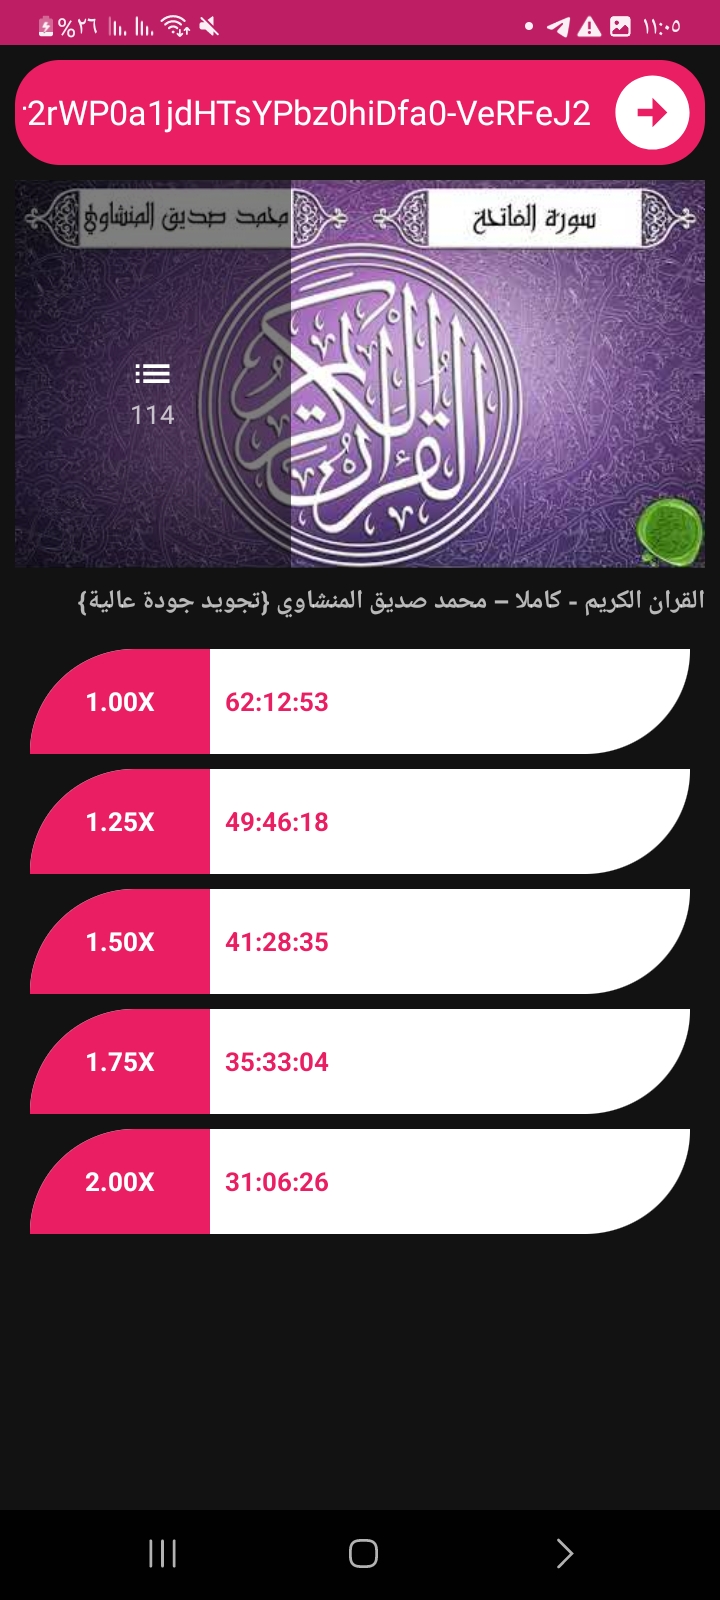 %٢٦
١١:٠٥
2rWP0a1jdHTsYPbz0hiDfa0-VeRFeJ2
سورة الفاتحة
محمد صديق المنشاوي
القرآن الكريم
114
القران الكريم - كاملا – محمد صديق المنشاوي {تجويد جودة عالية}
1.00X 62:12:53
1.25X 49:46:18
1.50X 41:28:35
1.75X 35:33:04
2.00X 31:06:26